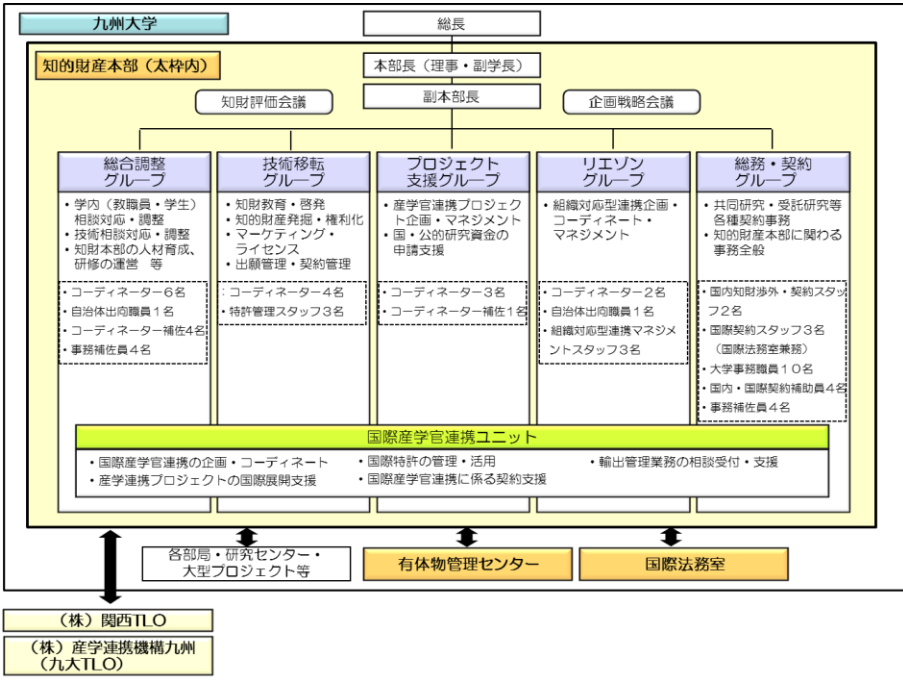 九州大学
総長
知的財産本部（太枠内）
本部長（理事・副学長）
副本部長
知財評価会議
企画戦略会議
総合調整
グループ
・学内（教職員・学生）
相談対応・調整
・技術相談対応・調整
・知財本部の人材育成、
研修の運営　等
・コーディネーター６名
・自治体出向職員１名
・コーディネーター補佐4名
・事務補佐員４名
技術移転
グループ
・知財教育・啓発
・知的財産発掘・権利化
・マーケティング・
ライセンス
・出願管理・契約管理
：コーディネーター４名
・特許管理スタッフ３名
プロジェクト
支援グループ
・産学官連携プロジェ
クト企画・マネジメント
・国・公的研究資金の
申請支援
・コーディネーター３名
・コーディネーター補佐１名
リエゾン
グループ
・組織対応型連携企画・
コーディネート・
マネジメント
・コーディネーター２名
・自治体出向職員１名
・組織対応型連携マネジメ
ントスタッフ３名
総務・契約
グループ
・共同研究・受託研究等
各種契約事務
・知的財産本部に関わる
事務全般
・国内知財渉外・契約スタッ
フ２名
・国際契約スタッフ３名
（国際法務室兼務）
・大学事務職員１０名
・国内・国際契約補助員４名
・事務補佐員４名
国際産学官連携ユニット
・国際産学官連携の企画・コーディネート
・産学連携プロジェクトの国際展開支援
・国際特許の管理・活用
・国際産学官連携に係る契約支援
・輸出管理業務の相談受付・支援
各部局・研究センター・
大型プロジェクト等
有体物管理センター
国際法務室
（株）関西TLO
（株）産学連携機構九州
（九大TLO）